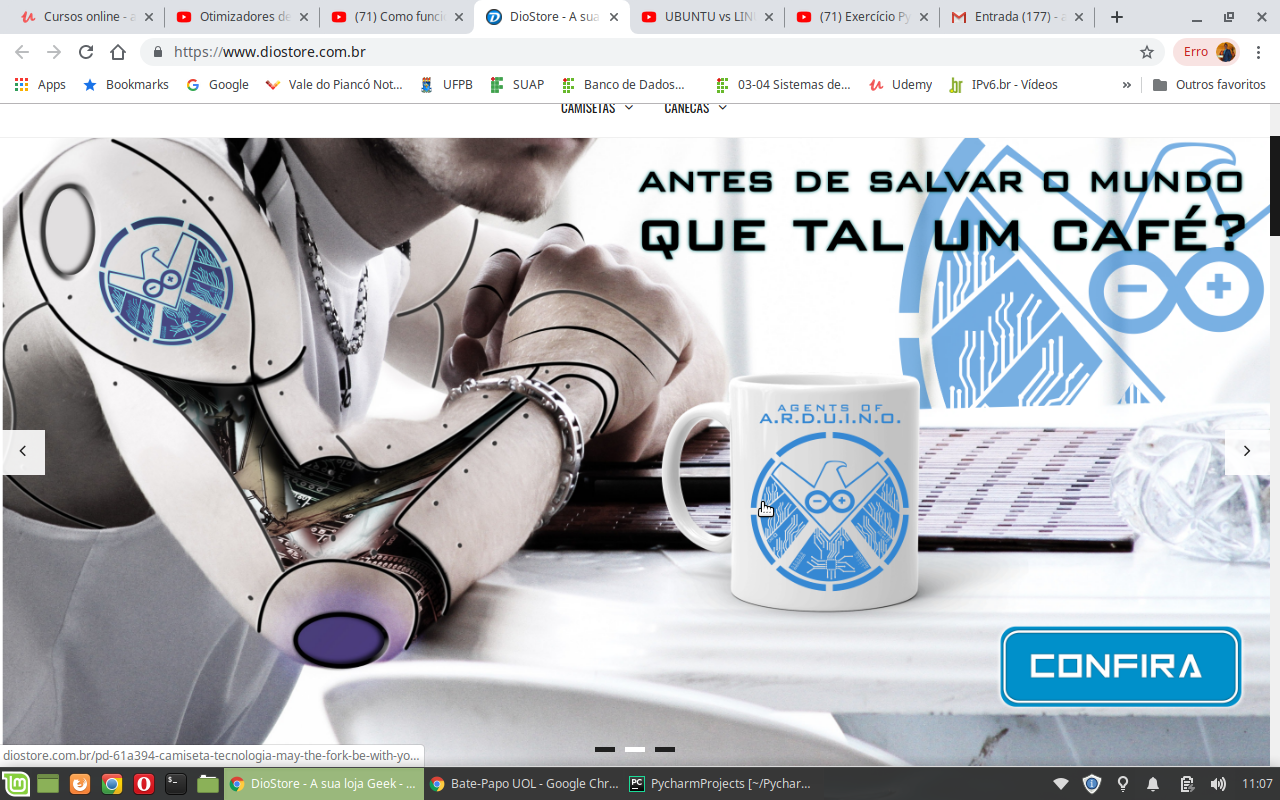 Cursos online - a
Otimizadores de
(71) Como funci
DioStore - A sua
UBUNTU vs LIN
(71) Exercício Py
Entrada (177) - a
https://www.diostore.com.br
Erro
Apps
Bookmarks
Google
Vale do Piancó Not...
UFPB
SUAP
Banco de Dados...
03-04 Sistemas de...
Udemy
IPv6.br - Vídeos
»
Outros favoritos
CAMISETAS
CANECAS
ANTES DE SALVAR O MUNDO
QUE TAL UM CAFÉ?
AGENTS OF
A.R.D.U.I.N.O.
CONFIRA
diostore.com.br/pd-61a394-camiseta-tecnologia-may-the-fork-be-with-yo...
DioStore - A sua loja Geek - ...
Bate-Papo UOL - Google Chr...
PycharmProjects [~/Pychar...
11:07